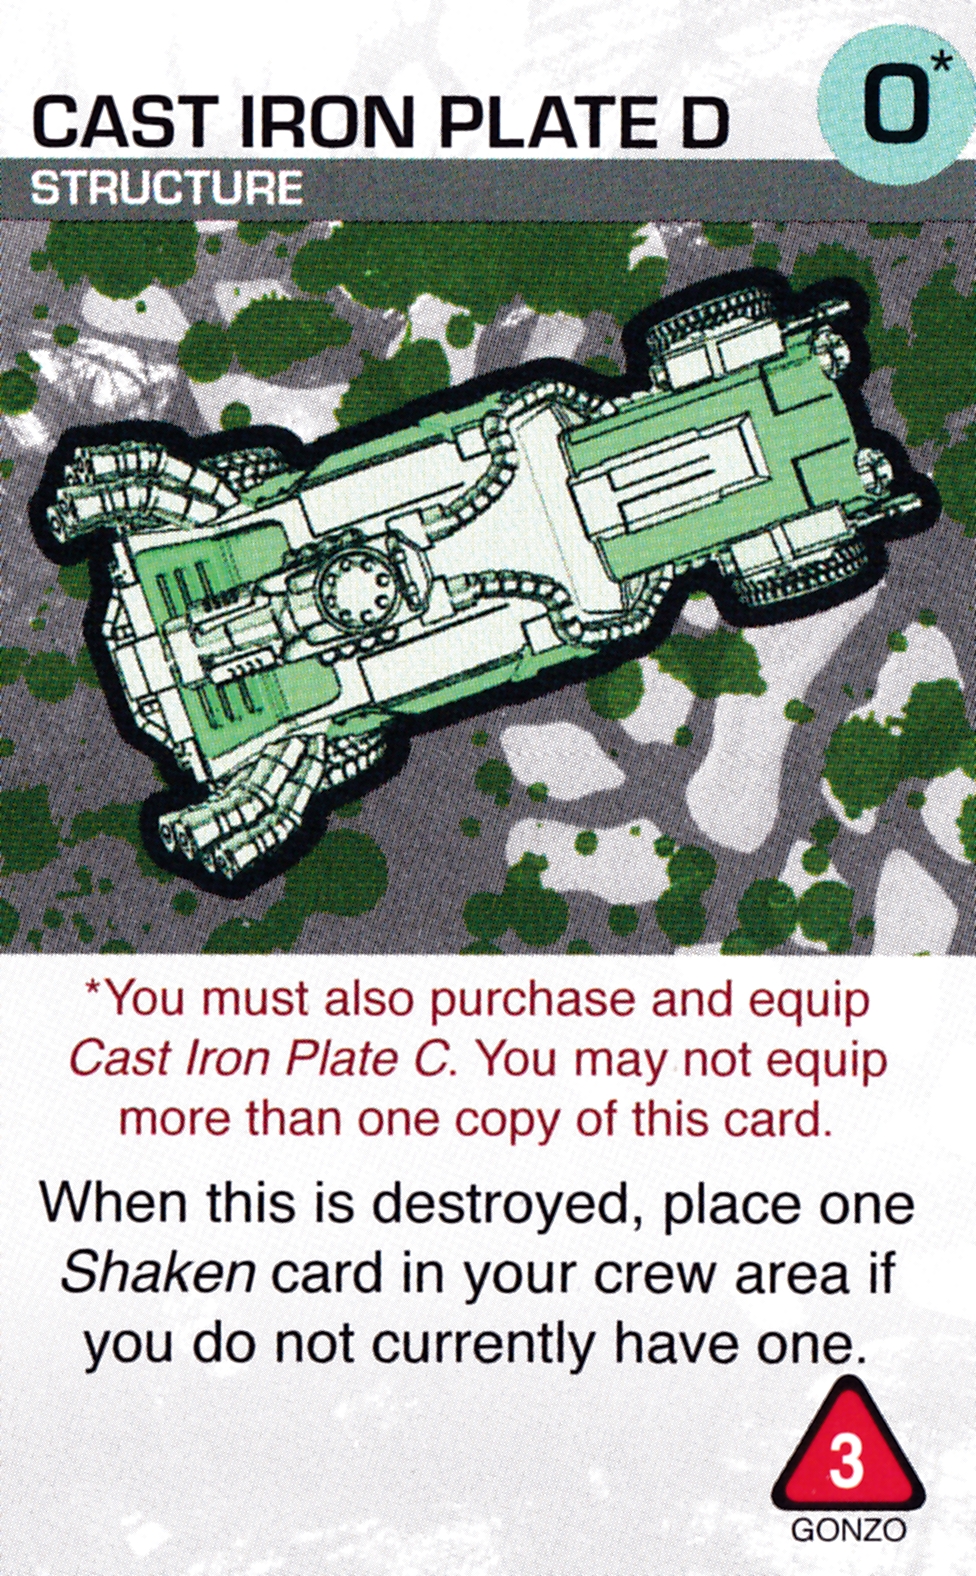 0*
CAST IRON PLATE D
STRUCTURE
*You must also purchase and equip
Cast Iron Plate C. You may not equip
more than one copy of this card.
When this is destroyed, place one
Shaken card in your crew area if
you do not currently have one.
3
GONZO